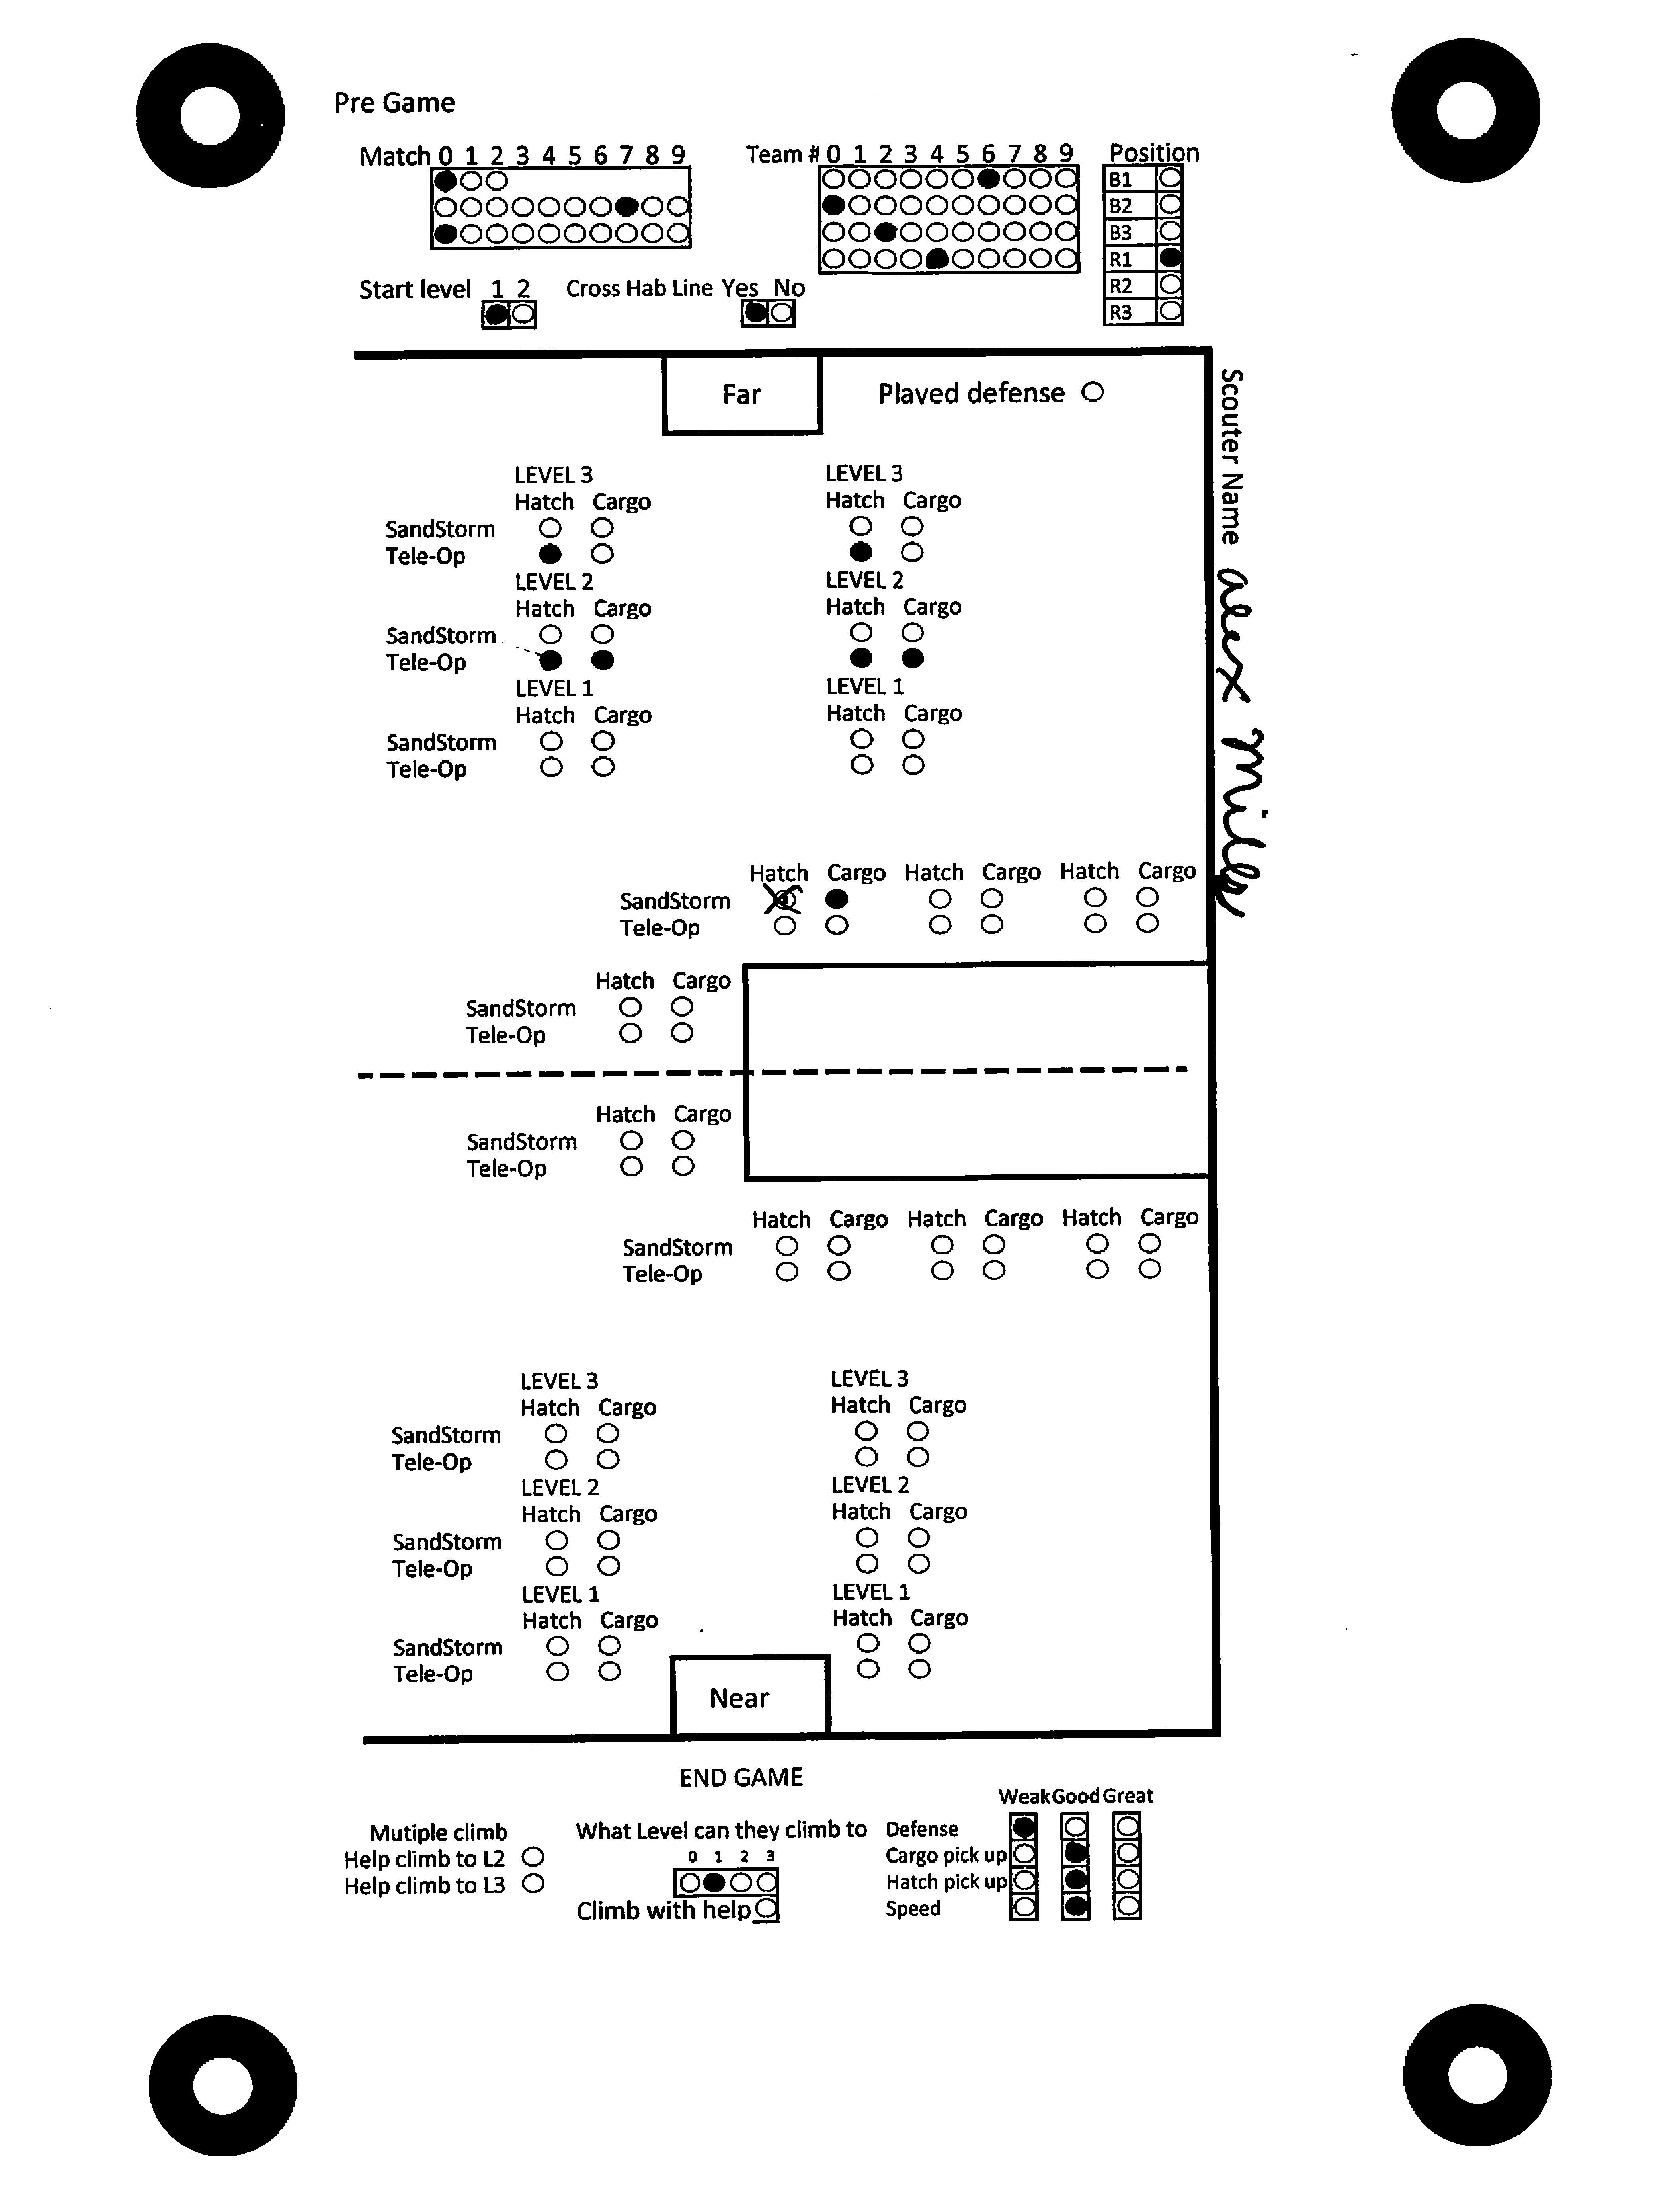 Pre Game
Match 0 1 2 3 4 5 6 7 8 9
Team # 0 1 2 3 4 5 6 7 8 9
Position
B1
B2
B3
R1
R2
R3
Start level 1 2
Cross Hab Line Yes No
Far
Played defense
Scouter Name alex Miller
LEVEL 3 LEVEL 3
Hatch Cargo Hatch Cargo
SandStorm
Tele-Op
LEVEL 2 LEVEL 2
Hatch Cargo Hatch Cargo
SandStorm
Tele-Op
LEVEL 1 LEVEL 1
Hatch Cargo Hatch Cargo
SandStorm
Tele-Op
Hatch Cargo Hatch Cargo Hatch Cargo
SandStorm
Tele-Op
Hatch Cargo
SandStorm
Tele-Op
Hatch Cargo
SandStorm
Tele-Op
Hatch Cargo Hatch Cargo Hatch Cargo
SandStorm
Tele-Op
LEVEL 3 LEVEL 3
Hatch Cargo Hatch Cargo
SandStorm
Tele-Op
LEVEL 2 LEVEL 2
Hatch Cargo Hatch Cargo
SandStorm
Tele-Op
LEVEL 1 LEVEL 1
Hatch Cargo Hatch Cargo
SandStorm
Tele-Op
Near
END GAME
Mutiple climb
Help climb to L2
Help climb to L3
What Level can they climb to
0 1 2 3
Climb with help
Weak Good Great
Defense
Cargo pick up
Hatch pick up
Speed